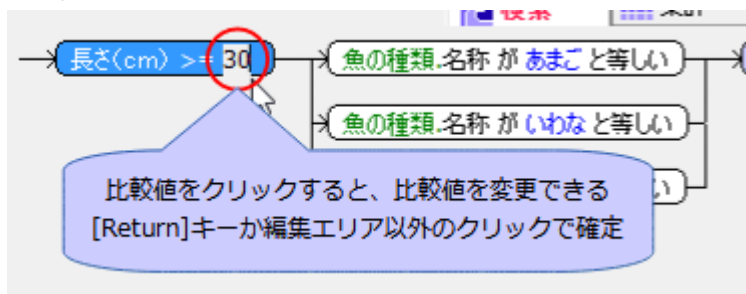 検索
集計
長さ(cm) >= 30
魚の種類.名称 が あまご と等しい
魚の種類.名称 が いわな と等しい
い
比較値をクリックすると、比較値を変更できる
[Return]キーか編集エリア以外のクリックで確定